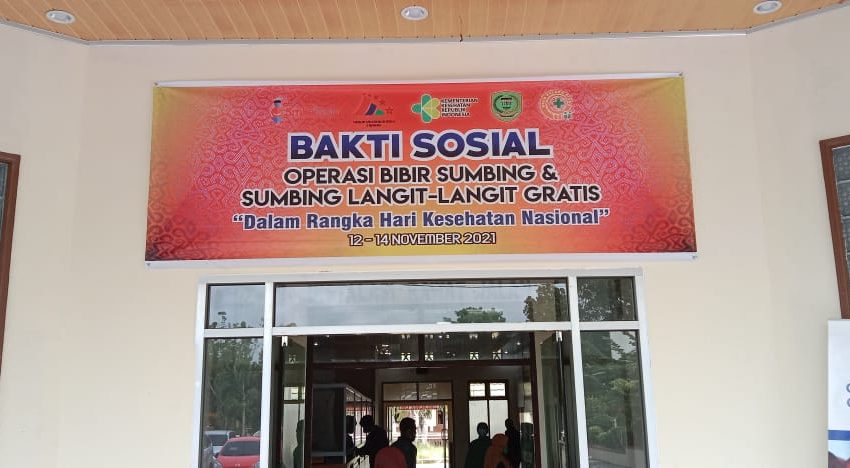 KEMENTERIAN
KESEHATAN
REPUBLIK
INDONESIA
BAKTI SOSIAL
OPERASI BIBIR SUMBING &
SUMBING LANGIT-LANGIT GRATIS
“Dalam Rangka Hari Kesehatan Nasional”
12 - 14 NOVEMBER 2021